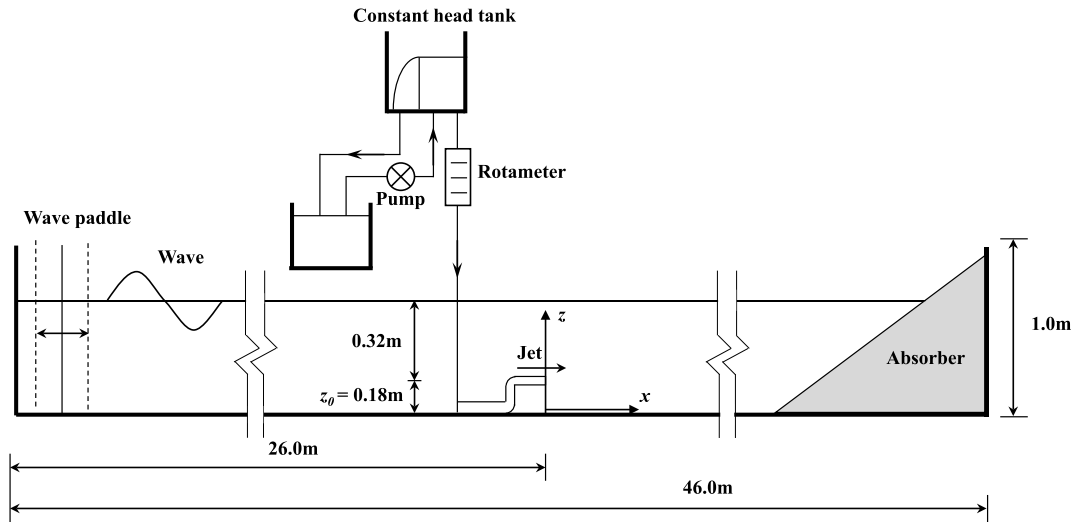 Constant head tank
Rotameter
Pump
Wave paddle
Wave
0.32m
z
Jet
1.0m
Absorber
z₀ = 0.18m
x
26.0m
46.0m